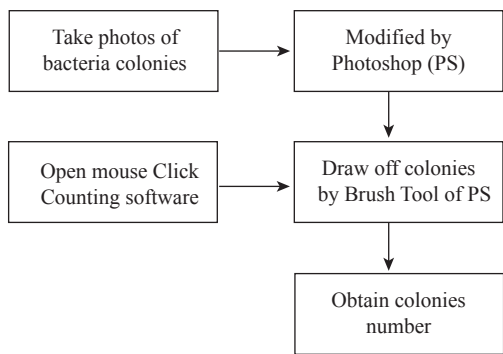 Take photos of
bacteria colonies
Modified by
Photoshop (PS)
Open mouse Click
Counting software
Draw off colonies
by Brush Tool of PS
Obtain colonies
number